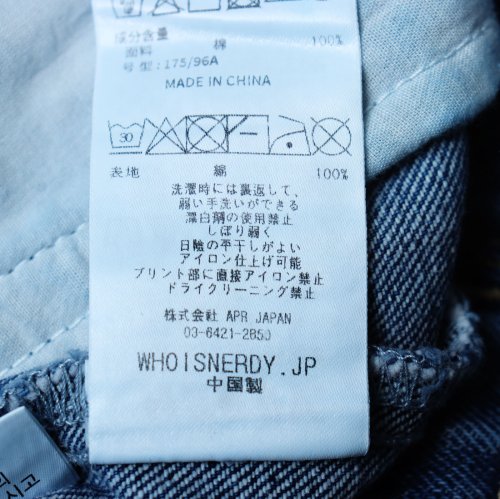 成分含量
面料 棉 100%
号型:175/96A
MADE IN CHINA
30
表地 綿 100%
洗濯時には裏返して、
弱い手洗いができる
漂白剤の使用禁止
しぼり弱く
日陰の平干しがよい
アイロン仕上げ可能
プリント部に直接アイロン禁止
ドライクリーニング禁止
株式会社 APR JAPAN
03-6421-2850
WHOISNERDY.JP
中国製
시고